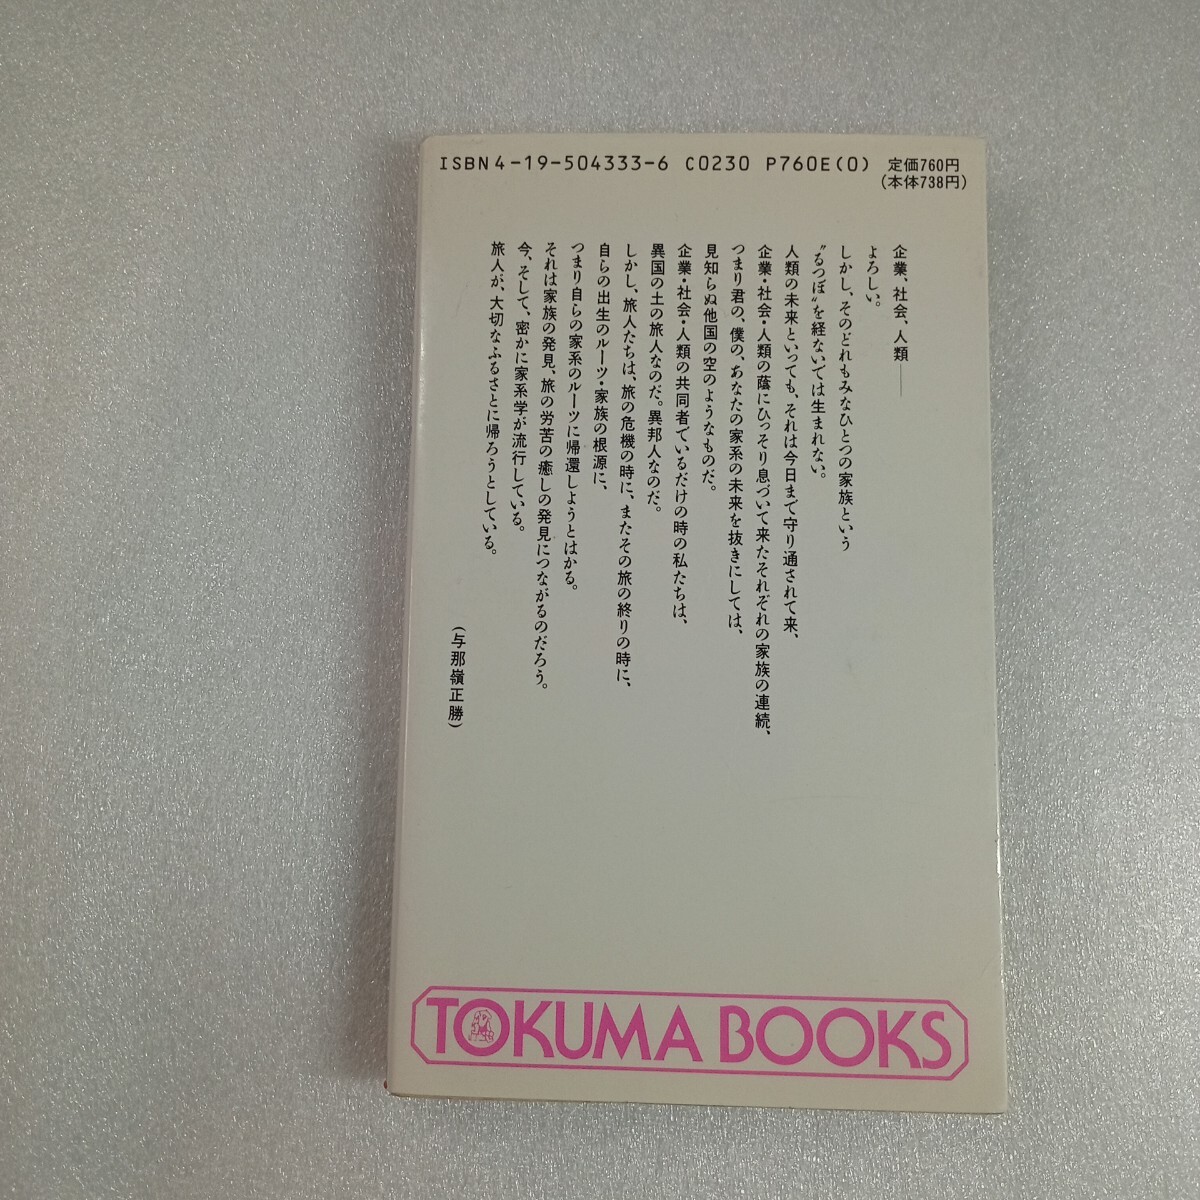 ISBN4-19-504333-6 C0230 P760E(0) 定価760円
(本体738円)
企業、社会、人類——
よろしい。
しかし、そのどれもみなひとつの家族という
〝るつぼ〟を経ないでは生まれない。
人類の未来といっても、それは今日まで守り通されて来、
企業・社会・人類の蔭にひっそり息づいて来たそれぞれの家族の連続、
つまり君の、僕の、あなたの家系の未来を抜きにしては、
見知らぬ他国の空のようなものだ。
企業・社会・人類の共同者でいるだけの時の私たちは、
異国の土の旅人なのだ。異邦人なのだ。
しかし、旅人たちは、旅の危機の時に、またその旅の終りの時に、
自らの出生のルーツ・家族の根源に、
つまり自らの家系のルーツに帰還しようとはかる。
それは家族の発見、旅の労苦の癒しの発見につながるのだろう。
今、そして、密かに家系学が流行している。
旅人が、大切なふるさとに帰ろうとしている。
(与那嶺正勝)
TOKUMA BOOKS